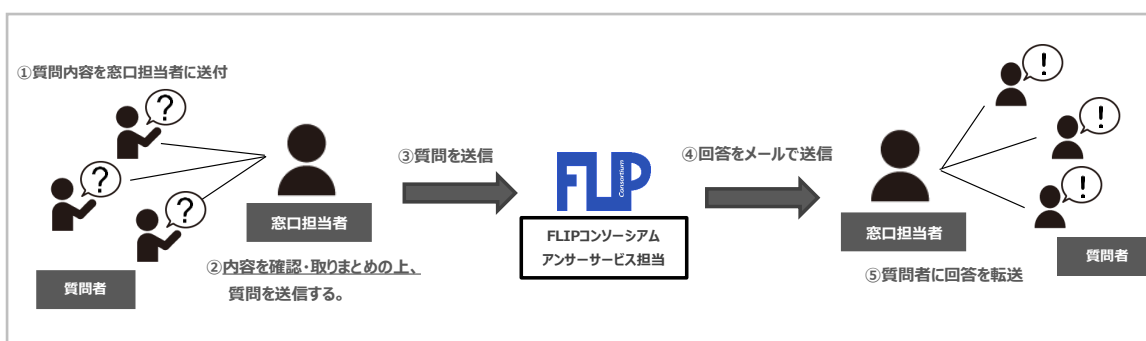 ①質問内容を窓口担当者に送付
?
?
?
質問者
窓口担当者
②内容を確認・取りまとめの上、
質問を送信する。
③質問を送信
FLIP
Consortium
FLIPコンソーシアム
アンサーサービス担当
④回答をメールで送信
窓口担当者
⑤質問者に回答を転送
!
!
!
質問者